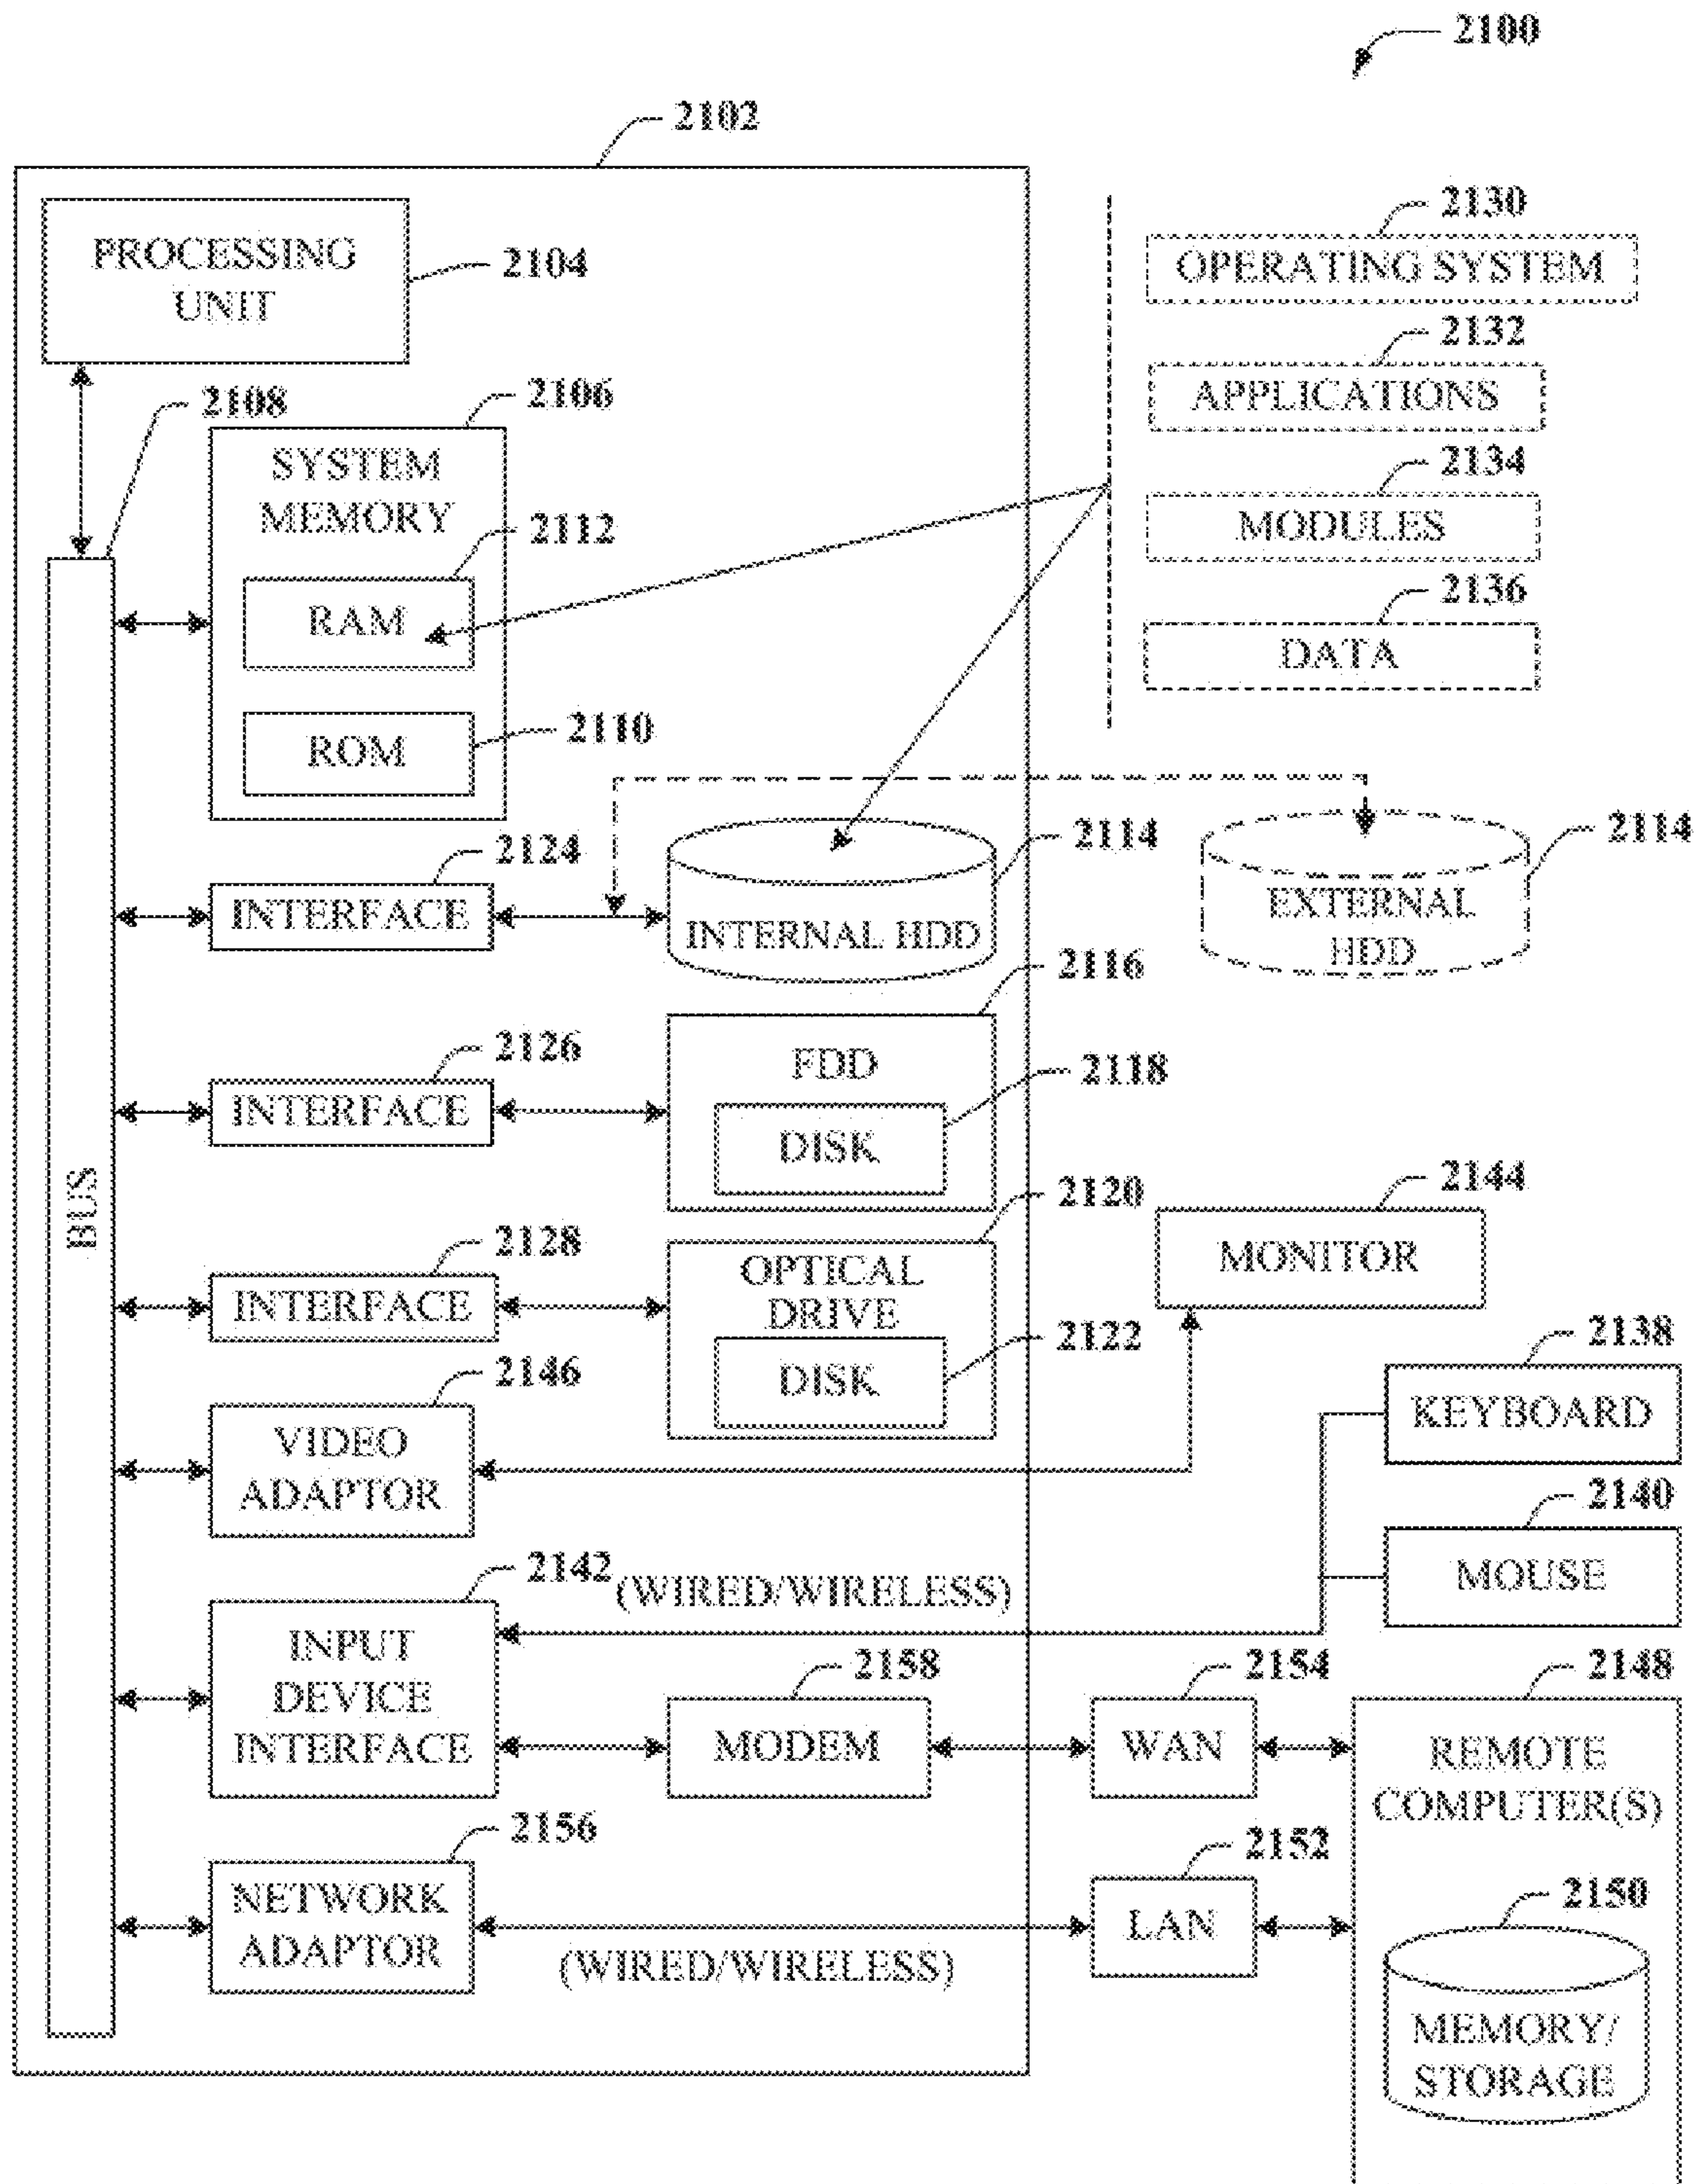 2100
2102
PROCESSING
UNIT
2104
2130
OPERATING SYSTEM
2132
APPLICATIONS
2134
MODULES
2136
DATA
2108
2106
SYSTEM
MEMORY
2112
RAM
2110
ROM
BUS
2124
INTERFACE
2114
INTERNAL HDD
2114
EXTERNAL
HDD
2116
2126
INTERFACE
FDD
2118
DISK
2120
2128
INTERFACE
OPTICAL
DRIVE
2122
DISK
2144
MONITOR
2138
KEYBOARD
2146
VIDEO
ADAPTOR
2140
MOUSE
2142
(WIRED/WIRELESS)
INPUT
DEVICE
INTERFACE
2158
MODEM
2154
WAN
2148
REMOTE
COMPUTER(S)
2156
NETWORK
ADAPTOR
(WIRED/WIRELESS)
2152
LAN
2150
MEMORY/
STORAGE